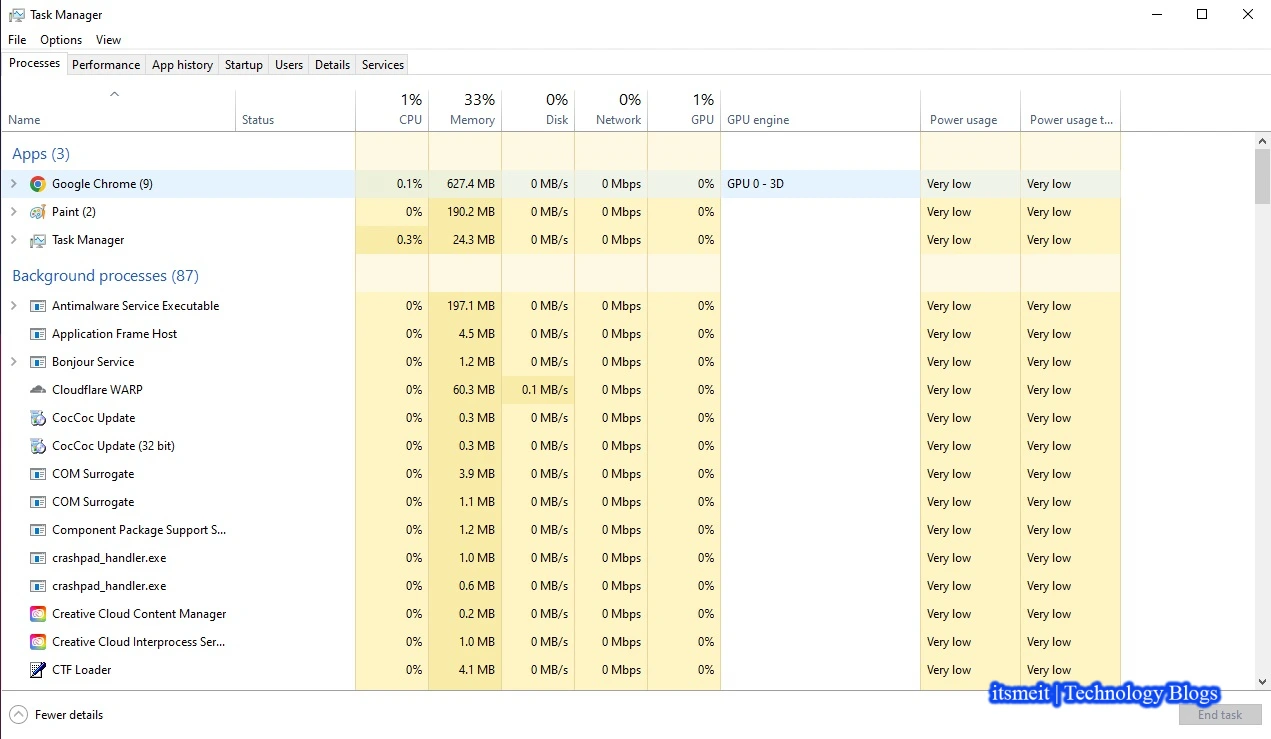 Task Manager
File Options View
Processes Performance App history Startup Users Details Services
1% 33% 0% 0% 1%
Name Status CPU Memory Disk Network GPU GPU engine Power usage Power usage t...
Apps (3)
Google Chrome (9) 0.1% 627.4 MB 0 MB/s 0 Mbps 0% GPU 0 - 3D Very low Very low
Paint (2) 0% 190.2 MB 0 MB/s 0 Mbps 0% Very low Very low
Task Manager 0.3% 24.3 MB 0 MB/s 0 Mbps 0% Very low Very low
Background processes (87)
Antimalware Service Executable 0% 197.1 MB 0 MB/s 0 Mbps 0% Very low Very low
Application Frame Host 0% 4.5 MB 0 MB/s 0 Mbps 0% Very low Very low
Bonjour Service 0% 1.2 MB 0 MB/s 0 Mbps 0% Very low Very low
Cloudflare WARP 0% 60.3 MB 0.1 MB/s 0 Mbps 0% Very low Very low
CocCoc Update 0% 0.3 MB 0 MB/s 0 Mbps 0% Very low Very low
CocCoc Update (32 bit) 0% 0.3 MB 0 MB/s 0 Mbps 0% Very low Very low
COM Surrogate 0% 3.9 MB 0 MB/s 0 Mbps 0% Very low Very low
COM Surrogate 0% 1.1 MB 0 MB/s 0 Mbps 0% Very low Very low
Component Package Support S... 0% 1.2 MB 0 MB/s 0 Mbps 0% Very low Very low
crashpad_handler.exe 0% 1.0 MB 0 MB/s 0 Mbps 0% Very low Very low
crashpad_handler.exe 0% 0.6 MB 0 MB/s 0 Mbps 0% Very low Very low
Creative Cloud Content Manager 0% 0.2 MB 0 MB/s 0 Mbps 0% Very low Very low
Creative Cloud Interprocess Ser... 0% 1.0 MB 0 MB/s 0 Mbps 0% Very low Very low
CTF Loader 0% 4.1 MB 0 MB/s 0 Mbps 0% Very low Very low
itsmeit | Technology Blogs
Fewer details End task